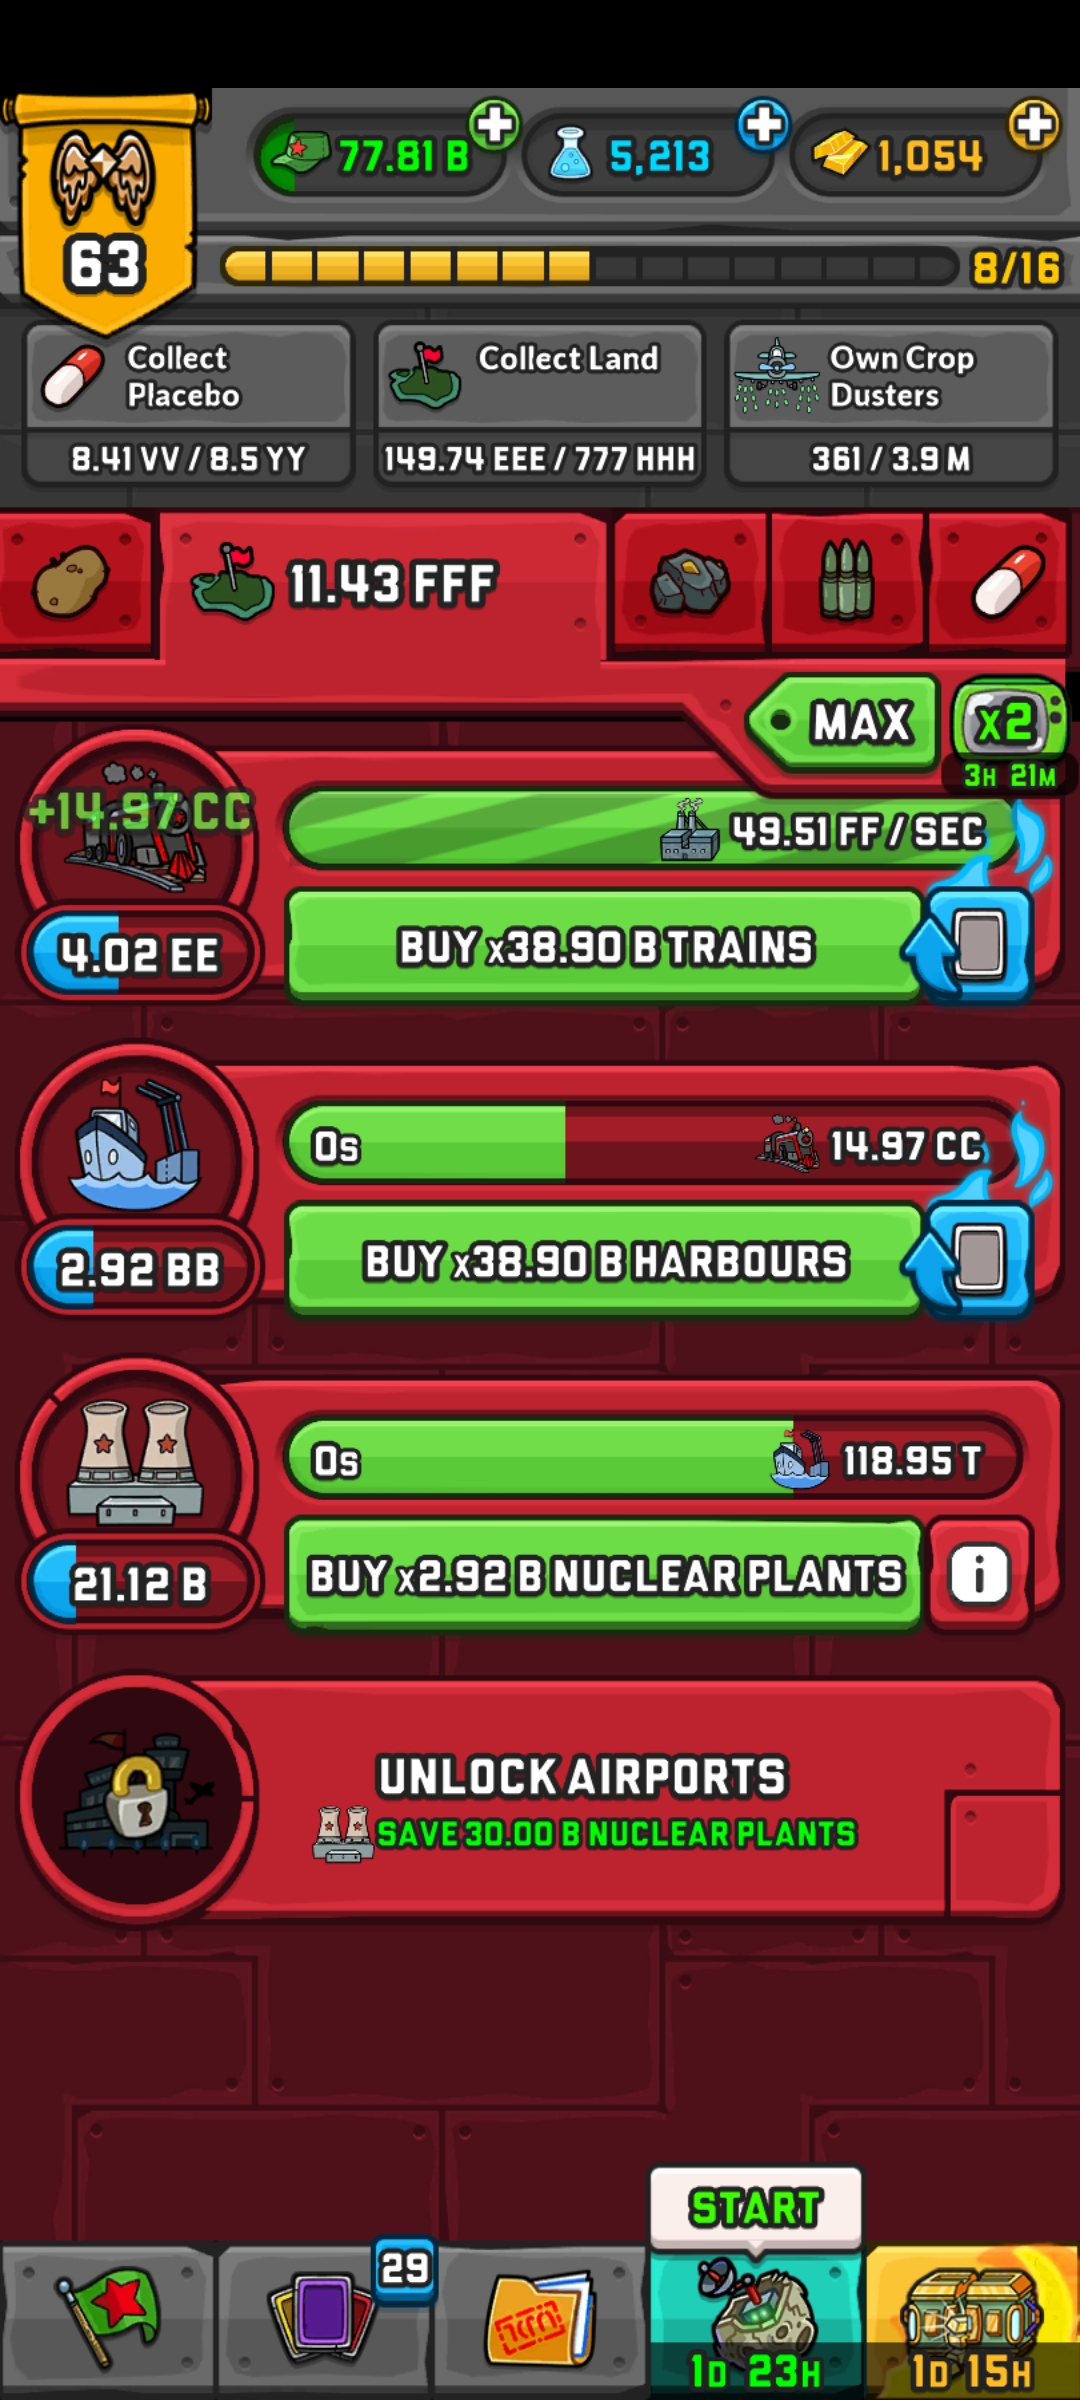 77.81 B
5,213
1,054
63
8/16
Collect
Placebo
8.41 VV / 8.5 YY
Collect Land
149.74 EEE / 777 HHH
Own Crop
Dusters
361 / 3.9 M
11.43 FFF
MAX
x2
3H 21M
+14.97 CC
49.51 FF / SEC
4.02 EE
BUY x38.90 B TRAINS
0s
14.97 CC
2.92 BB
BUY x38.90 B HARBOURS
0s
118.95 T
21.12 B
BUY x2.92 B NUCLEAR PLANTS
i
UNLOCK AIRPORTS
SAVE 30.00 B NUCLEAR PLANTS
START
29
1D 23H
1D 15H